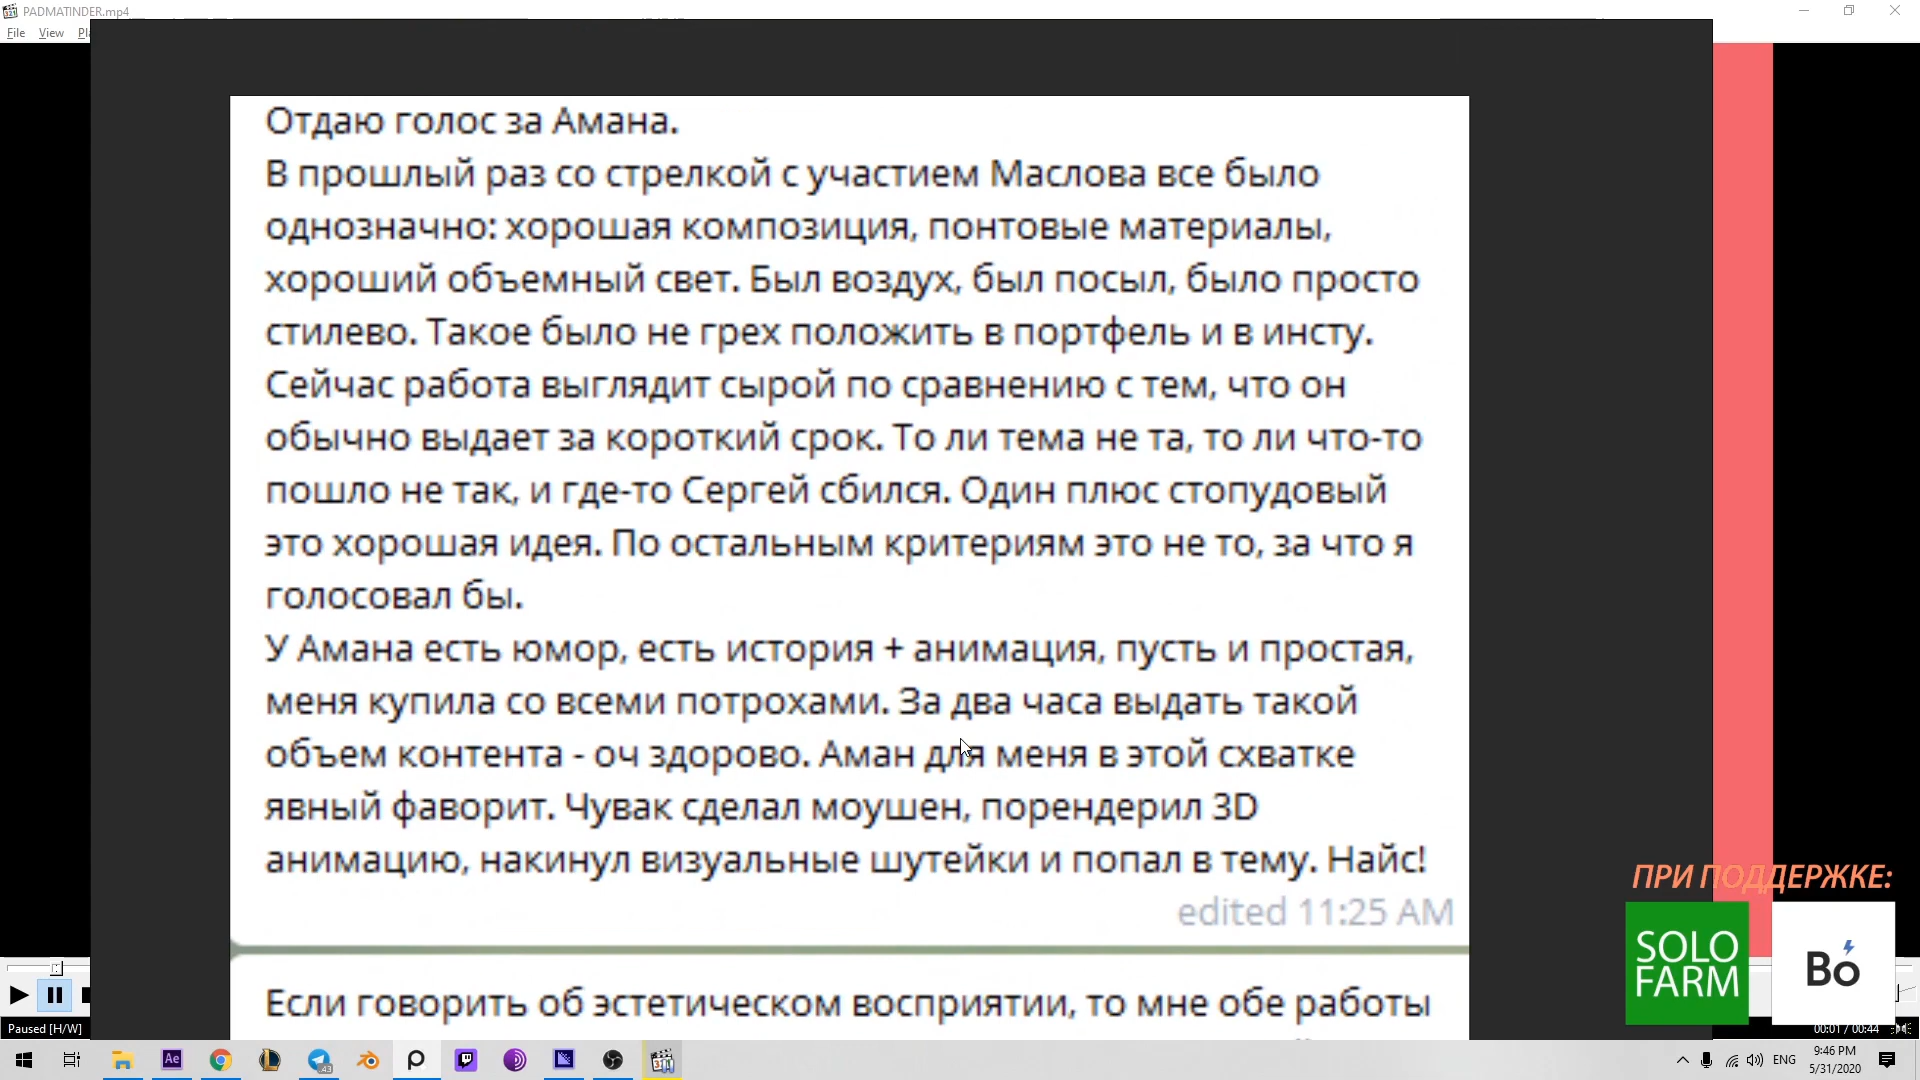 PADMATINDER.mp4
File View
Отдаю голос за Амана.
В прошлый раз со стрелкой с участием Маслова все было
однозначно: хорошая композиция, понтовые материалы,
хороший объемный свет. Был воздух, был посыл, было просто
стилево. Такое было не грех положить в портфель и в инсту.
Сейчас работа выглядит сырой по сравнению с тем, что он
обычно выдает за короткий срок. То ли тема не та, то ли что-то
пошло не так, и где-то Сергей сбился. Один плюс стопудовый
это хорошая идея. По остальным критериям это не то, за что я
голосовал бы.
У Амана есть юмор, есть история + анимация, пусть и простая,
меня купила со всеми потрохами. За два часа выдать такой
объем контента - оч здорово. Аман для меня в этой схватке
явный фаворит. Чувак сделал моушен, порендерил 3D
анимацию, накинул визуальные шутейки и попал в тему. Найс!
edited 11:25 AM
Если говорить об эстетическом восприятии, то мне обе работы
ПРИ ПОДДЕРЖКЕ:
SOLO
FARM
Bo
Paused [H/W]
00:01 / 00:44
Ae
43
ENG
9:46 PM
5/31/2020